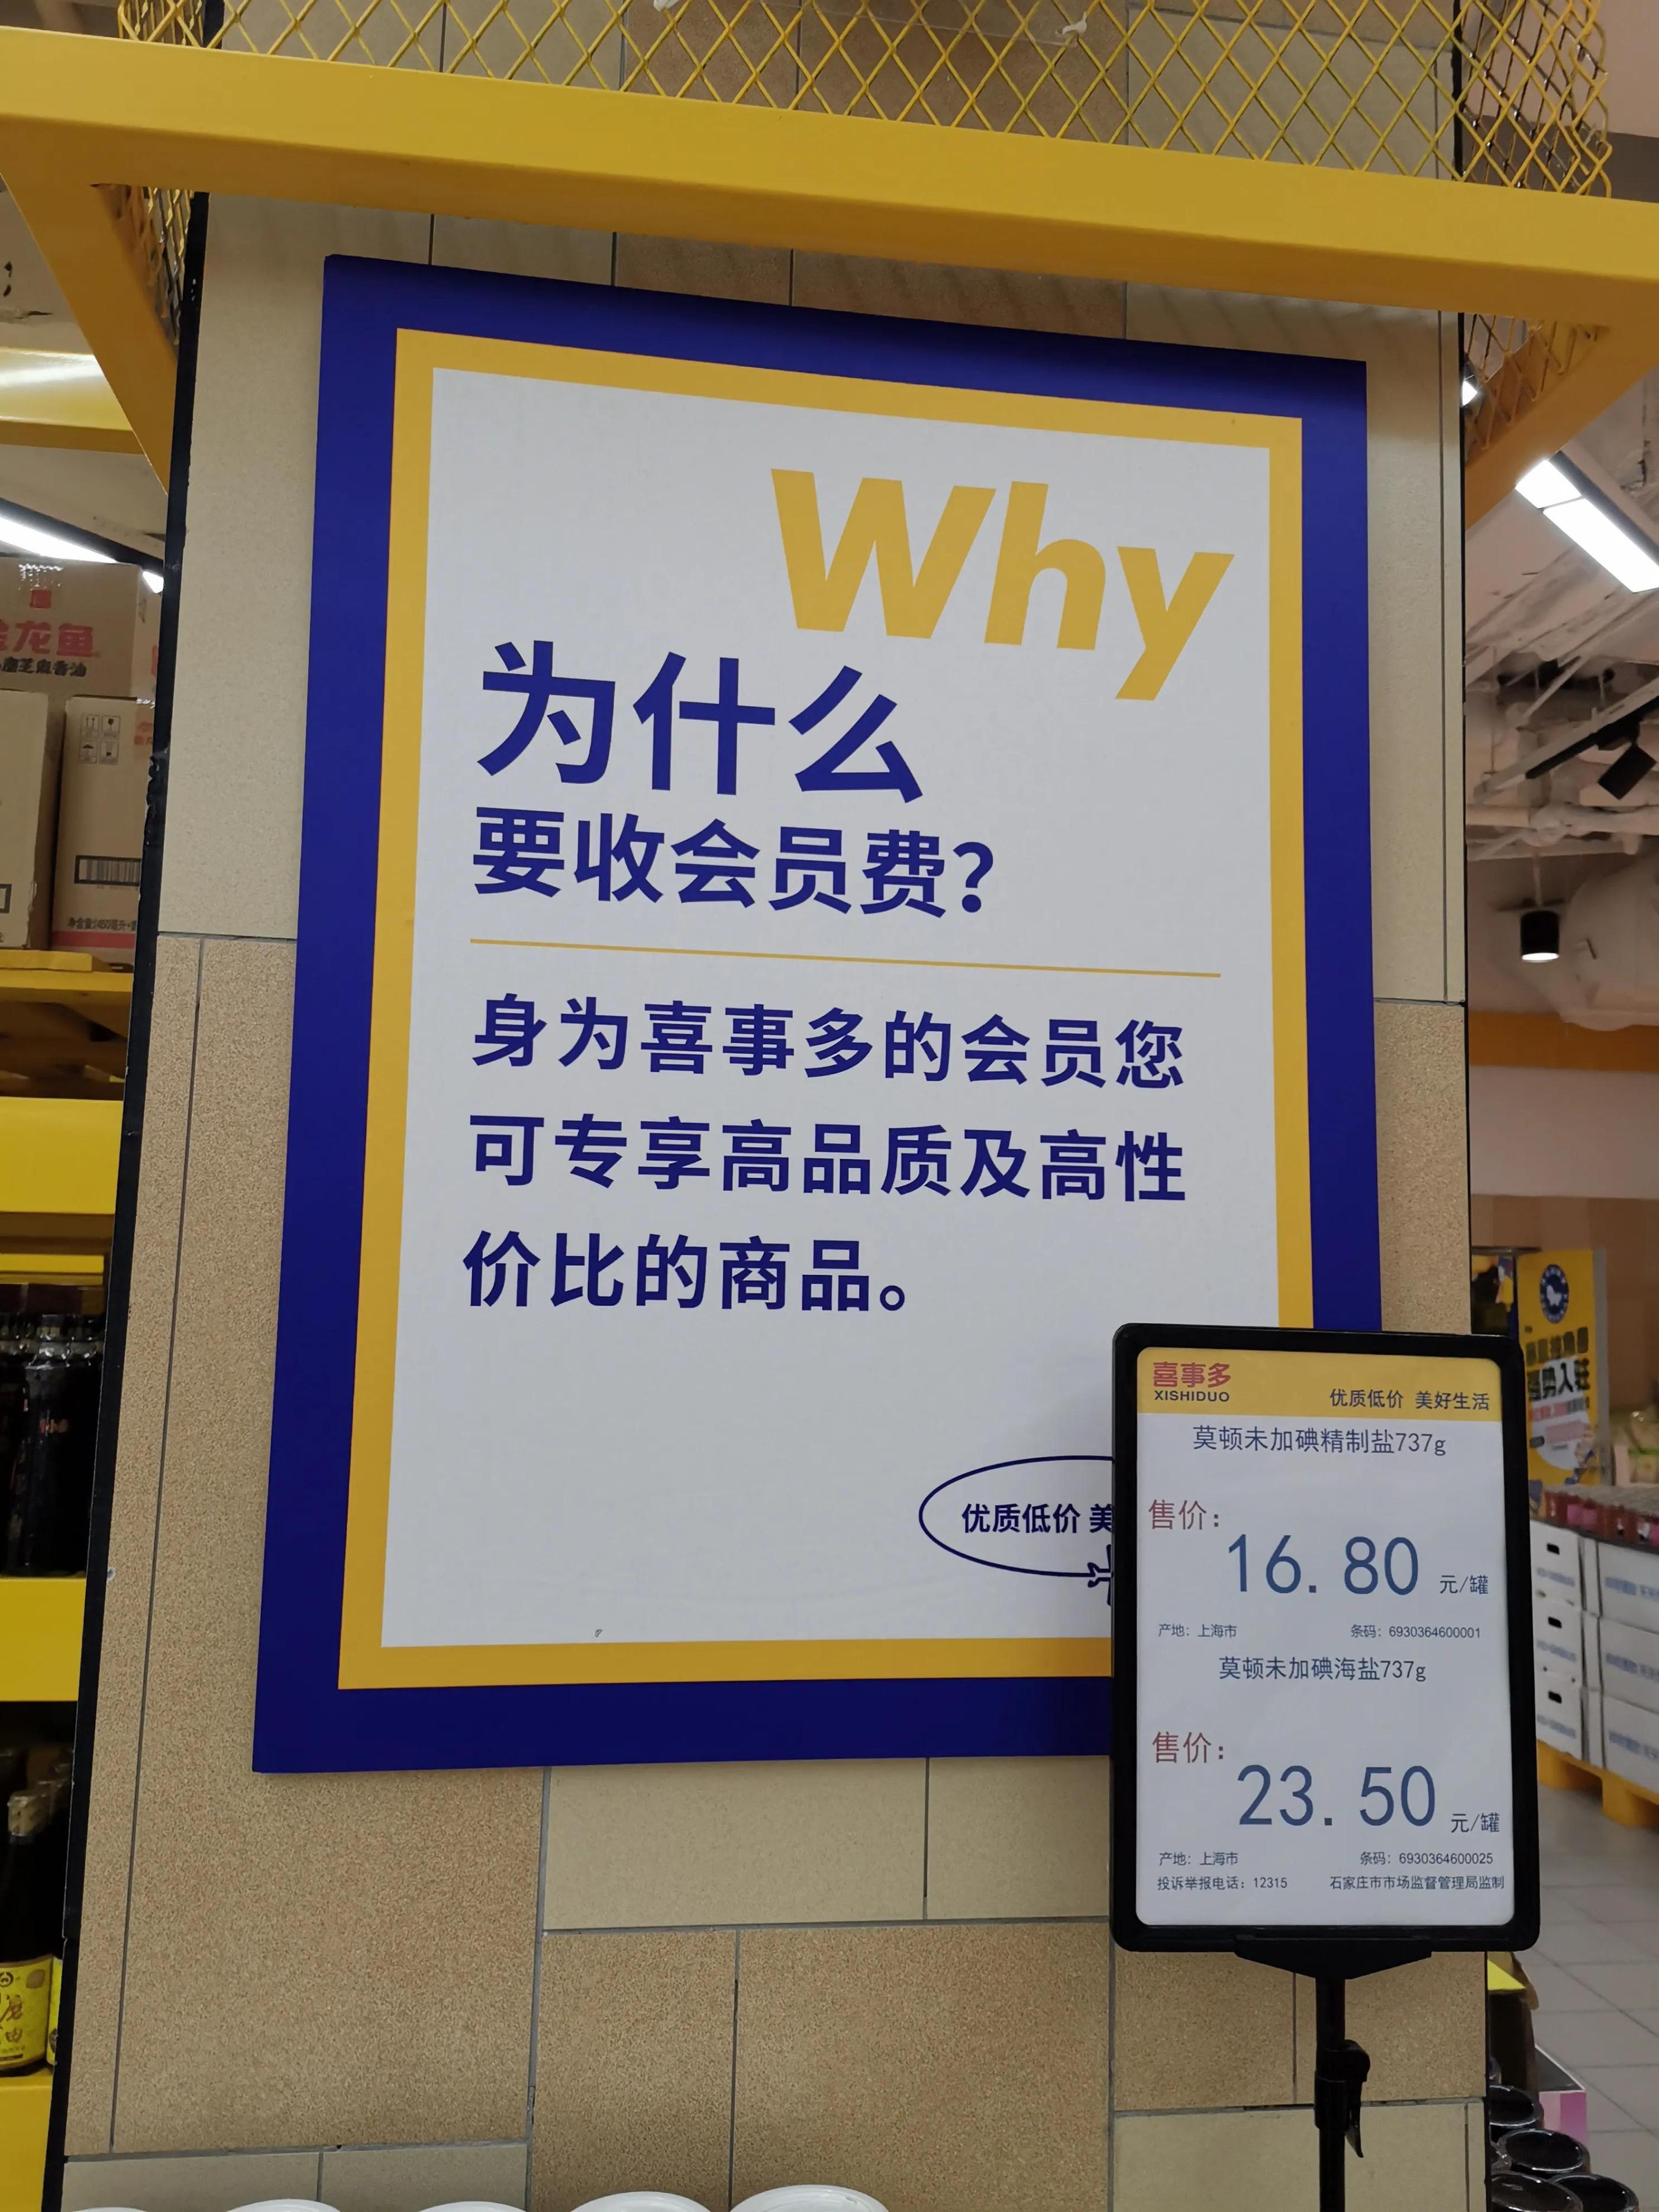 Why
为什么
要收会员费？
身为喜事多的会员您
可专享高品质及高性
价比的商品。
优质低价 美
喜事多
XISHIDUO
优质低价 美好生活
莫顿未加碘精制盐737g
售价：
16.80 元/罐
产地：上海市 条码：6930364600001
莫顿未加碘海盐737g
售价：
23.50 元/罐
产地：上海市 条码：6930364600025
投诉举报电话：12315 石家庄市市场监督管理局监制
龙鱼
芝麻香油